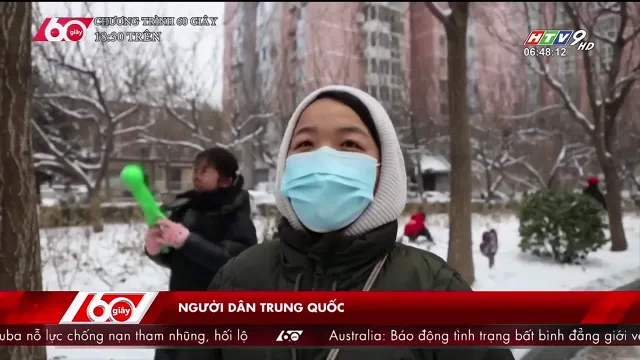 60 giây
CHƯƠNG TRÌNH 60 GIÂY
18:30 TRÊN
HTV9 HD
06:48:12
60 giây
NGƯỜI DÂN TRUNG QUỐC
uba nỗ lực chống nạn tham nhũng, hối lộ
60 giây
Australia: Báo động tình trạng bất bình đẳng giới v